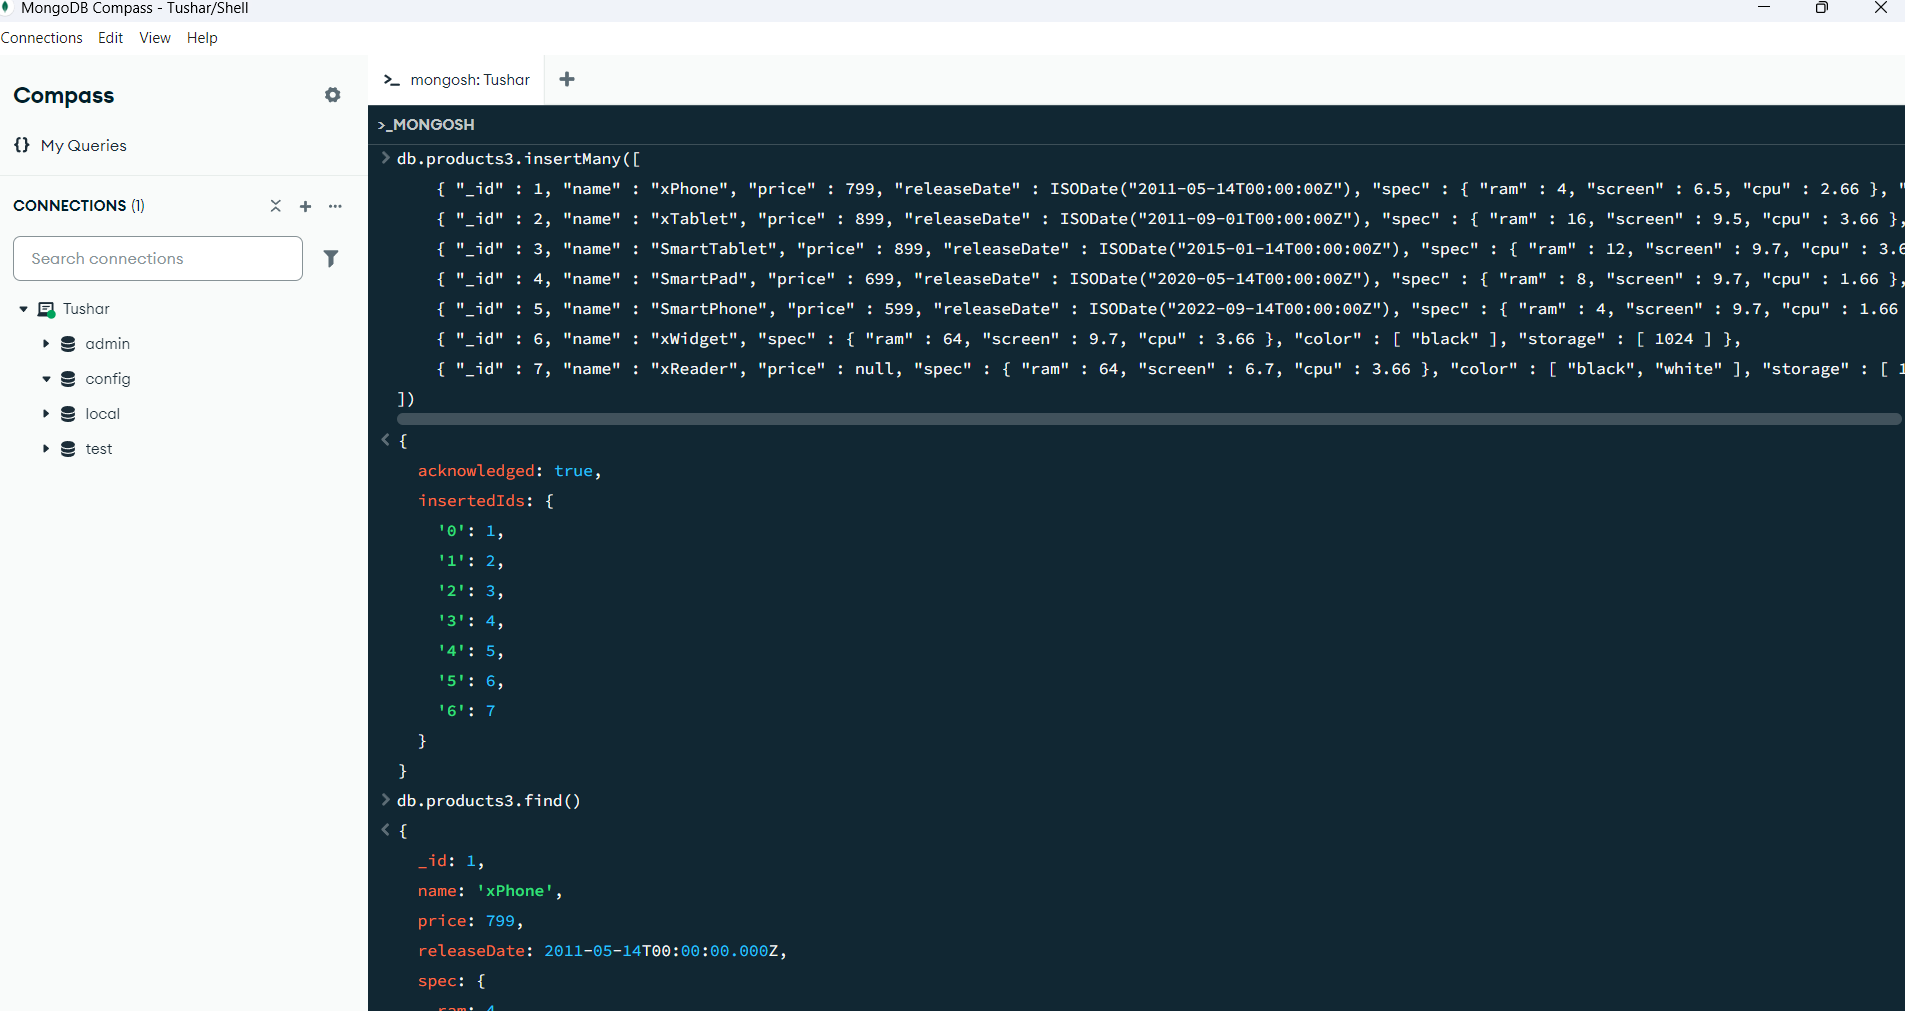 MongoDB Compass - Tushar/Shell
Connections Edit View Help
Compass
{} My Queries
CONNECTIONS (1)
Search connections
Tushar
admin
config
local
test
>_ mongosh: Tushar
>_MONGOSH
> db.products3.insertMany([
{ "_id" : 1, "name" : "xPhone", "price" : 799, "releaseDate" : ISODate("2011-05-14T00:00:00Z"), "spec" : { "ram" : 4, "screen" : 6.5, "cpu" : 2.66 }, "
{ "_id" : 2, "name" : "xTablet", "price" : 899, "releaseDate" : ISODate("2011-09-01T00:00:00Z"), "spec" : { "ram" : 16, "screen" : 9.5, "cpu" : 3.66 },
{ "_id" : 3, "name" : "SmartTablet", "price" : 899, "releaseDate" : ISODate("2015-01-14T00:00:00Z"), "spec" : { "ram" : 12, "screen" : 9.7, "cpu" : 3.6
{ "_id" : 4, "name" : "SmartPad", "price" : 699, "releaseDate" : ISODate("2020-05-14T00:00:00Z"), "spec" : { "ram" : 8, "screen" : 9.7, "cpu" : 1.66 },
{ "_id" : 5, "name" : "SmartPhone", "price" : 599, "releaseDate" : ISODate("2022-09-14T00:00:00Z"), "spec" : { "ram" : 4, "screen" : 9.7, "cpu" : 1.66
{ "_id" : 6, "name" : "xWidget", "spec" : { "ram" : 64, "screen" : 9.7, "cpu" : 3.66 }, "color" : [ "black" ], "storage" : [ 1024 ] },
{ "_id" : 7, "name" : "xReader", "price" : null, "spec" : { "ram" : 64, "screen" : 6.7, "cpu" : 3.66 }, "color" : [ "black", "white" ], "storage" : [ 1
])
< {
acknowledged: true,
insertedIds: {
'0': 1,
'1': 2,
'2': 3,
'3': 4,
'4': 5,
'5': 6,
'6': 7
}
}
> db.products3.find()
< {
_id: 1,
name: 'xPhone',
price: 799,
releaseDate: 2011-05-14T00:00:00.000Z,
spec: {
ram: 4